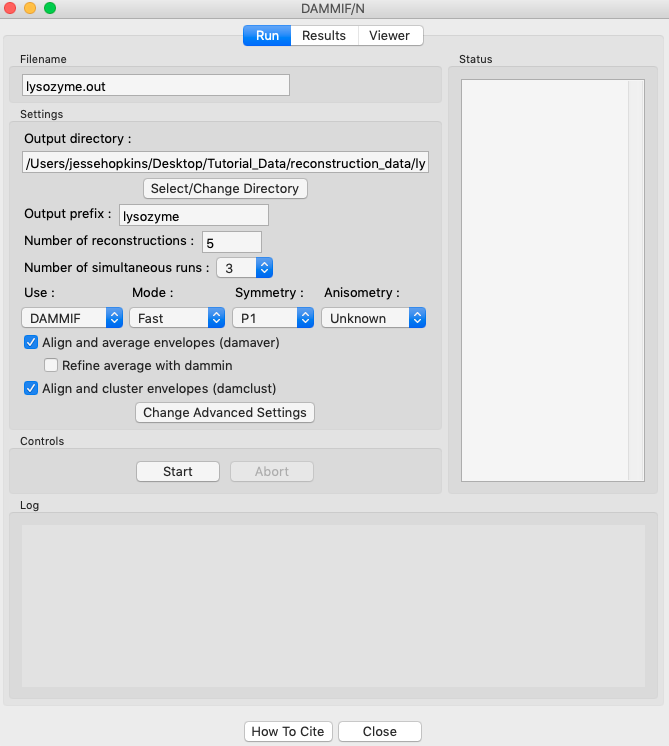 DAMMIF/N
Run Results Viewer
Filename
lysozyme.out
Settings
Output directory :
/Users/jessehopkins/Desktop/Tutorial_Data/reconstruction_data/ly
Select/Change Directory
Output prefix : lysozyme
Number of reconstructions : 5
Number of simultaneous runs : 3
Use : Mode : Symmetry : Anisometry :
DAMMIF Fast P1 Unknown
Align and average envelopes (damaver)
Refine average with dammin
Align and cluster envelopes (damclust)
Change Advanced Settings
Controls
Start Abort
Status
Log
How To Cite Close